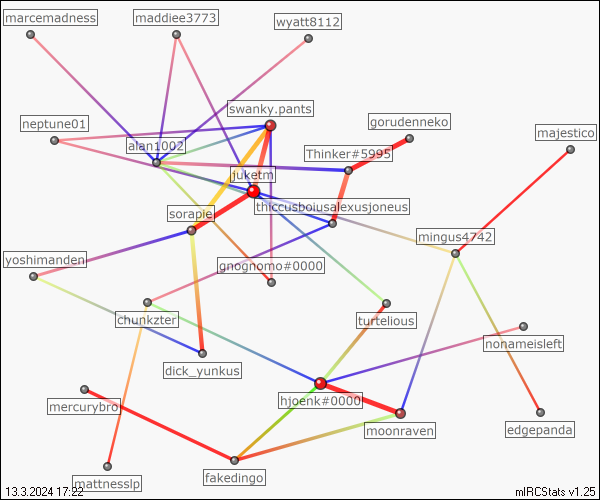 marcemadness
maddiee3773
wyatt8112
swanky.pants
neptune01
gorudenneko
majestico
alan1002
Thinker#5995
juketm
sorapie
thiccusboiusalexusjoneus
mingus4742
yoshimanden
gnognomo#0000
chunkzter
turtelious
nonameisleft
dick_yunkus
hjoenk#0000
mercurybro
moonraven
edgepanda
mattnesslp
fakedingo
13.3.2024 17:22
mIRCStats v1.25